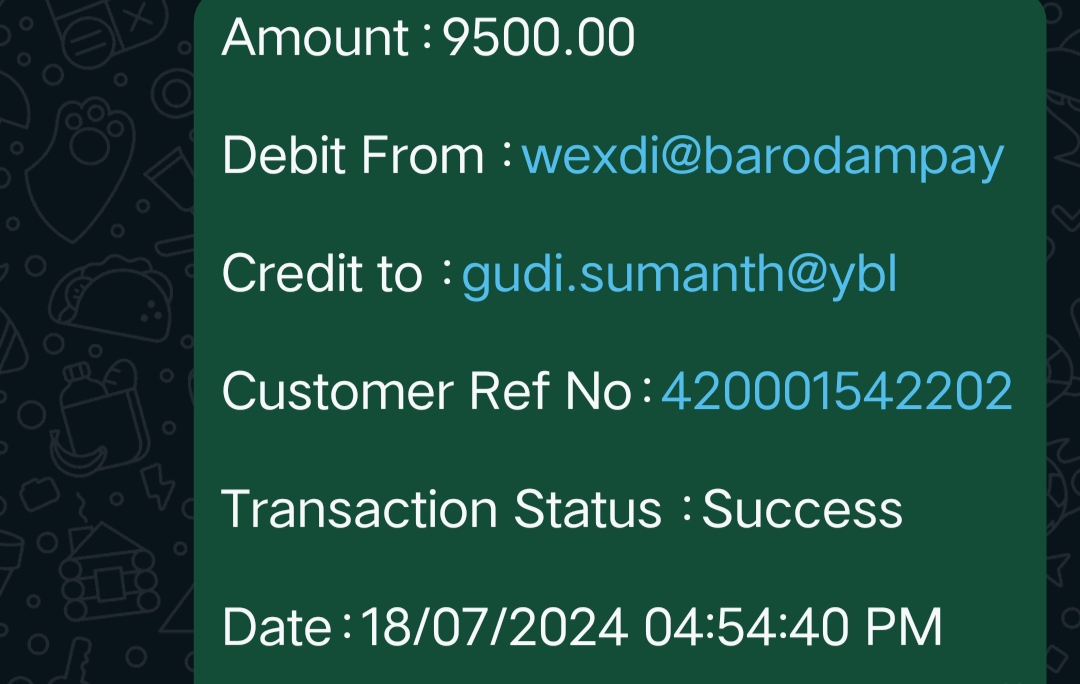 Amount : 9500.00
Debit From : wexdi@barodampay
Credit to : gudi.sumanth@ybl
Customer Ref No : 420001542202
Transaction Status : Success
Date : 18/07/2024 04:54:40 PM